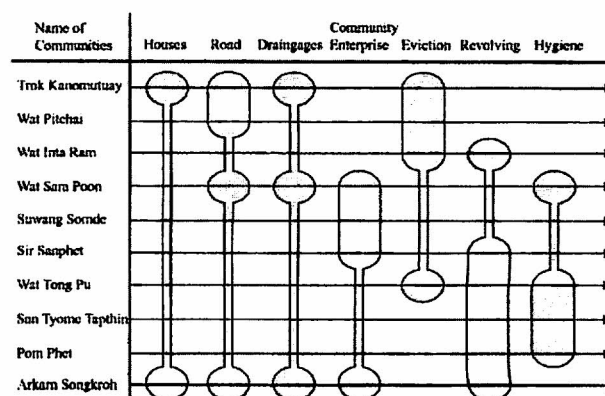 Name of
Communities
Houses
Road
Draingages
Community
Enterprise
Eviction
Revolving
Hygiene
Trok Kanomutuay
Wat Pitchai
Wat Inta Ram
Wat Sam Poon
Suwang Somde
Sir Sanphet
Wat Tong Pu
San Tyome Tapthin
Pom Phet
Arkam Songkroh